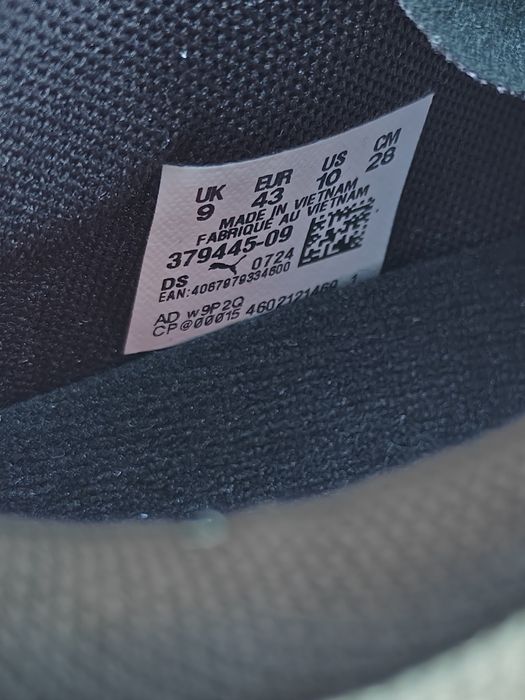 UK EUR US CM
9 43 10 28
MADE IN VIETNAM
FABRIQUE AU VIETNAM
379445-09
DS 0724
EAN:4067979334600
AD w9P2Q
CP@00015 4602121469 1